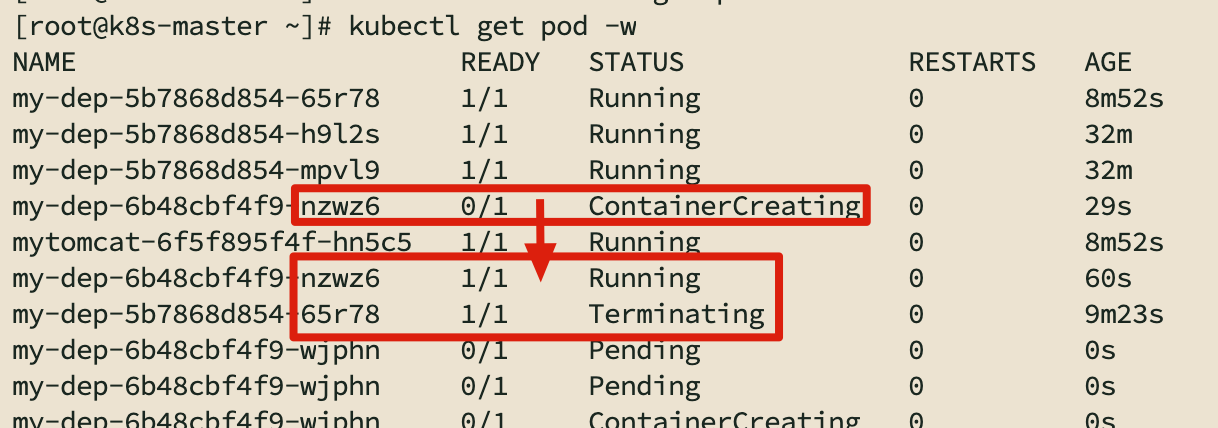 [root@k8s-master ~]# kubectl get pod -w
NAME READY STATUS RESTARTS AGE
my-dep-5b7868d854-65r78 1/1 Running 0 8m52s
my-dep-5b7868d854-h9l2s 1/1 Running 0 32m
my-dep-5b7868d854-mpvl9 1/1 Running 0 32m
my-dep-6b48cbf4f9-nzwz6 0/1 ContainerCreating 0 29s
mytomcat-6f5f895f4f-hn5c5 1/1 Running 0 8m52s
my-dep-6b48cbf4f9-nzwz6 1/1 Running 0 60s
my-dep-5b7868d854-65r78 1/1 Terminating 0 9m23s
my-dep-6b48cbf4f9-wjphn 0/1 Pending 0 0s
my-dep-6b48cbf4f9-wjphn 0/1 Pending 0 0s
my-dep-6b48cbf4f9-wjphn 0/1 ContainerCreating 0 0s